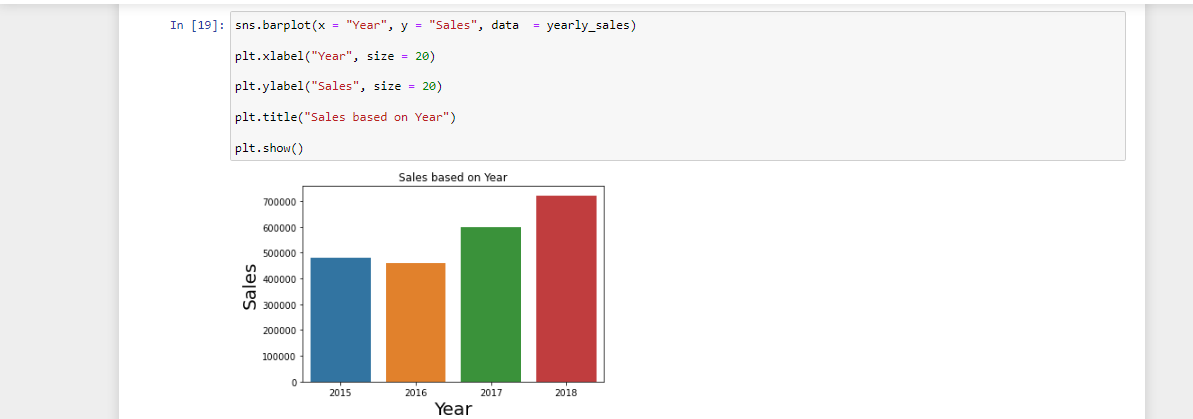 In [19]: sns.barplot(x = "Year", y = "Sales", data  = yearly_sales)
plt.xlabel("Year", size = 20)
plt.ylabel("Sales", size = 20)
plt.title("Sales based on Year")
plt.show()
Sales based on Year
700000
600000
500000
400000
300000
200000
100000
0
Sales
2015 2016 2017 2018
Year